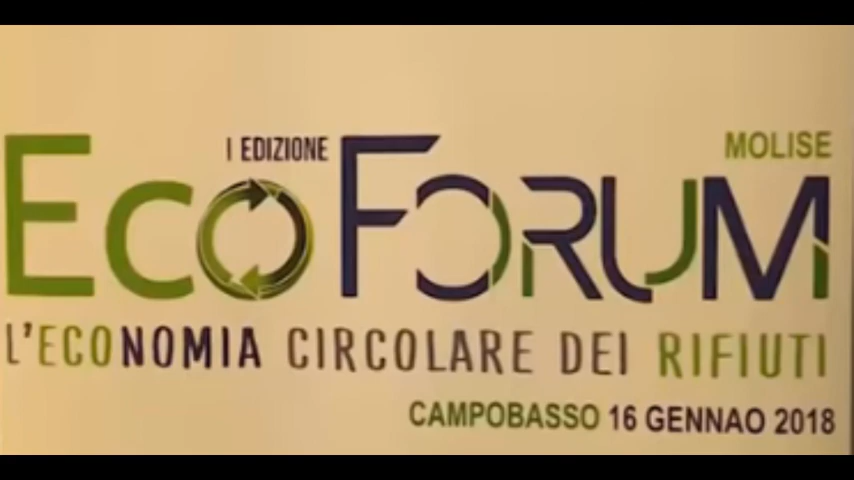 I EDIZIONE
MOLISE
ECOFORUM
L'ECONOMIA CIRCOLARE DEI RIFIUTI
CAMPOBASSO 16 GENNAO 2018